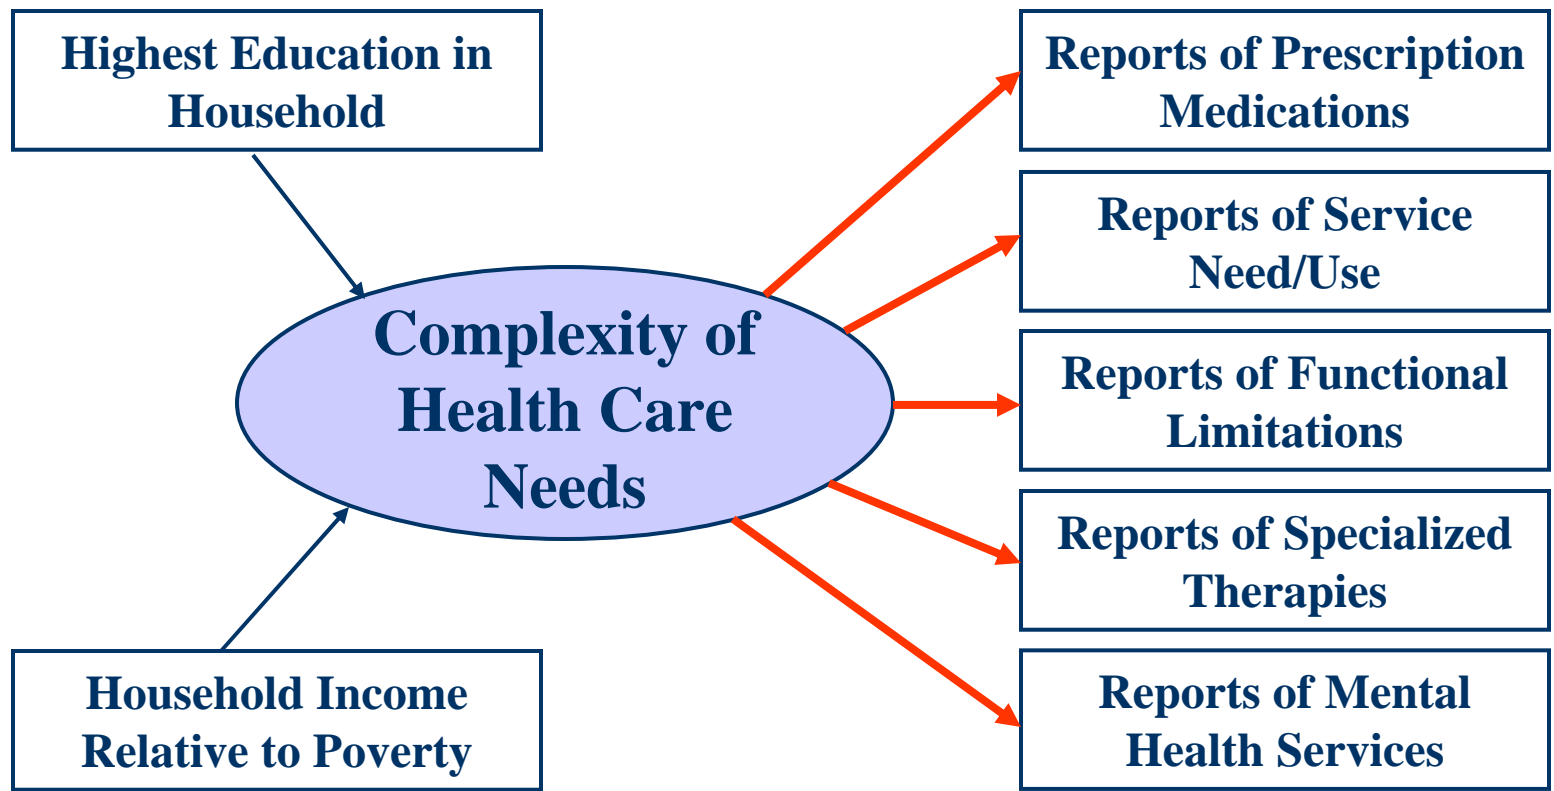 Highest Education in
Household
Household Income
Relative to Poverty
Complexity of
Health Care
Needs
Reports of Prescription
Medications
Reports of Service
Need/Use
Reports of Functional
Limitations
Reports of Specialized
Therapies
Reports of Mental
Health Services